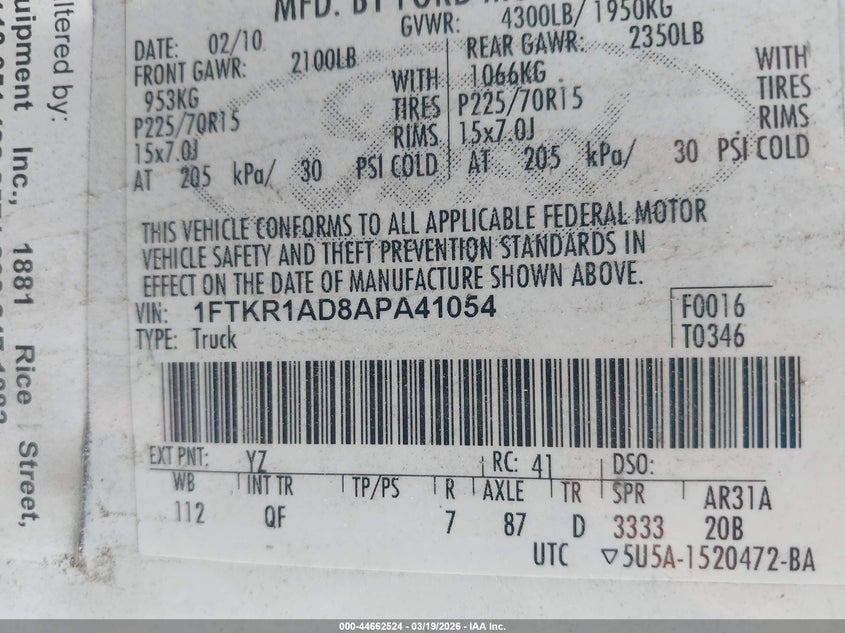 MFD. BY FORD
GVWR: 4300LB/ 1950KG
DATE: 02/10
FRONT GAWR: 2100LB
953KG WITH
P225/70R15 TIRES
15x7.0J RIMS
AT 205 kPa/ 30 PSI COLD
REAR GAWR: 2350LB
1066KG WITH
P225/70R15 TIRES
15x7.0J RIMS
AT 205 kPa/ 30 PSI COLD
THIS VEHICLE CONFORMS TO ALL APPLICABLE FEDERAL MOTOR
VEHICLE SAFETY AND THEFT PREVENTION STANDARDS IN
EFFECT ON THE DATE OF MANUFACTURE SHOWN ABOVE.
VIN: 1FTKR1AD8APA41054
F0016
TYPE: Truck
T0346
EXT PNT: YZ RC: 41 DSO:
WB INT TR TP/PS R AXLE TR SPR AR31A
112 QF 7 87 D 3333 20B
UTC ▽5U5A-1520472-BA
altered by:
quipment Inc., 1881 Rice Street,
000-44662524 — 03/19/2026 - IAA Inc.